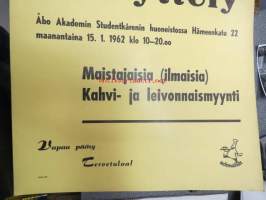 Åbo Akademin Studentkårenin huoneistossa Hämeenkatu 22
maanantaina 15. 1. 1962 klo 10—20.00
Maistajaisia (ilmaisia)
Kahvi- ja leivonnaismyynti
Vapaa pääsy
Tervetuloa!